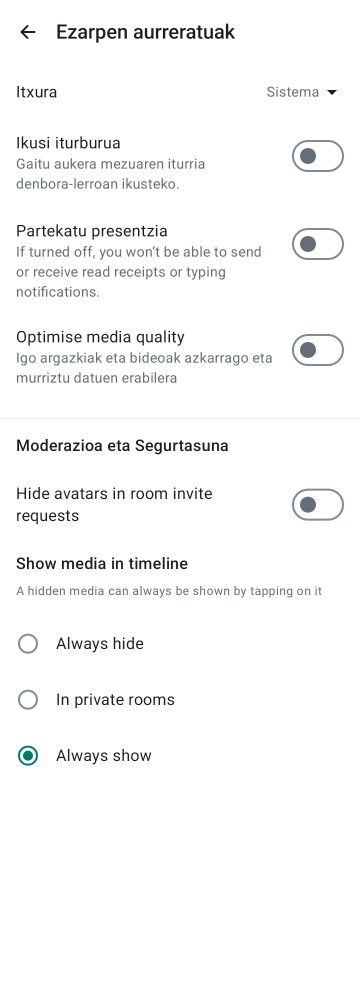 Ezarpen aurreratuak
Itxura
Sistema
Ikusi iturburua
Gaitu aukera mezuaren iturria
denbora-lerroan ikusteko.
Partekatu presentzia
If turned off, you won’t be able to send
or receive read receipts or typing
notifications.
Optimise media quality
Igo argazkiak eta bideoak azkarrago eta
murriztu datuen erabilera
Moderazioa eta Segurtasuna
Hide avatars in room invite
requests
Show media in timeline
A hidden media can always be shown by tapping on it
Always hide
In private rooms
Always show